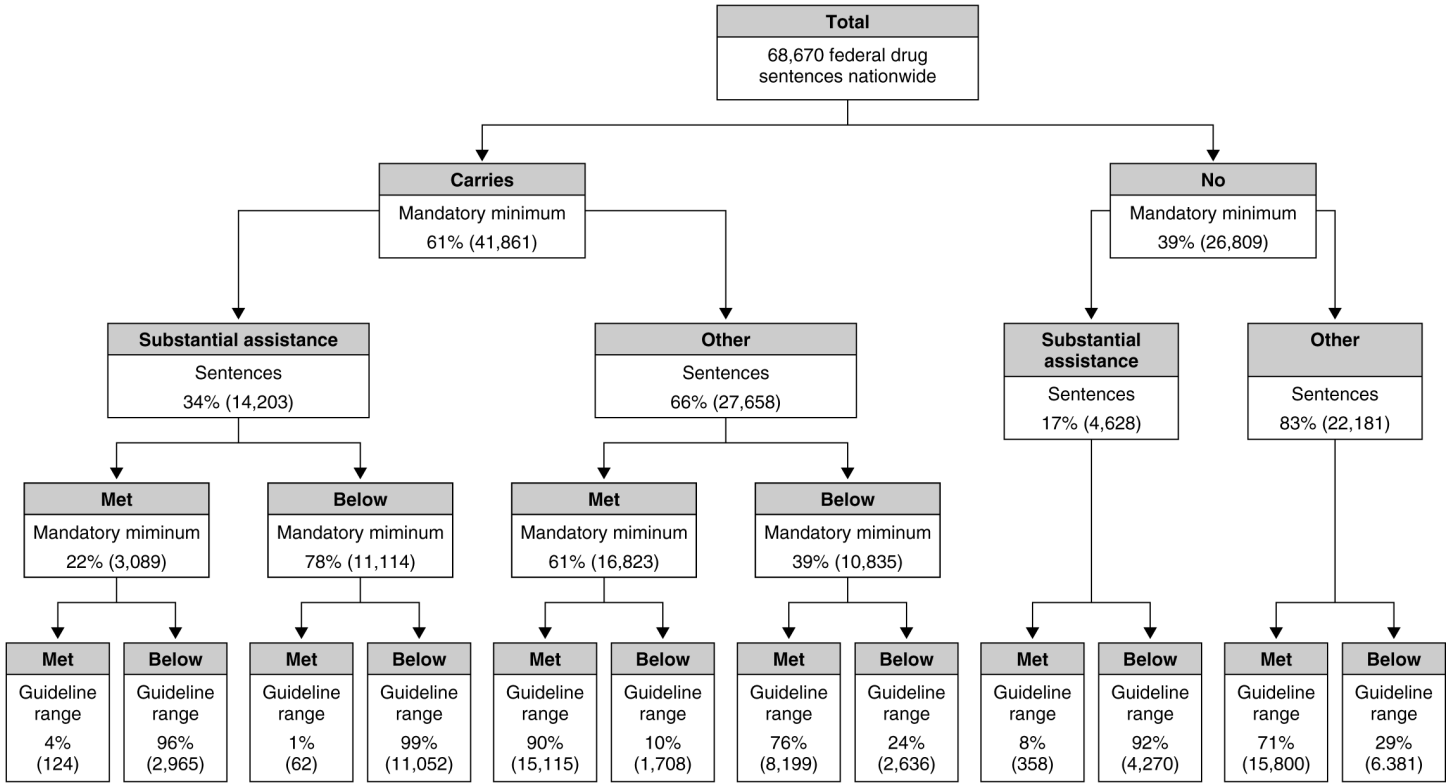 Total
68,670 federal drug
sentences nationwide
Carries
Mandatory minimum
61% (41,861)
No
Mandatory minimum
39% (26,809)
Substantial assistance
Sentences
34% (14,203)
Other
Sentences
66% (27,658)
Substantial
assistance
Sentences
17% (4,628)
Other
Sentences
83% (22,181)
Met
Mandatory miminum
22% (3,089)
Below
Mandatory miminum
78% (11,114)
Met
Mandatory miminum
61% (16,823)
Below
Mandatory miminum
39% (10,835)
Met
Guideline
range
4%
(124)
Below
Guideline
range
96%
(2,965)
Met
Guideline
range
1%
(62)
Below
Guideline
range
99%
(11,052)
Met
Guideline
range
90%
(15,115)
Below
Guideline
range
10%
(1,708)
Met
Guideline
range
76%
(8,199)
Below
Guideline
range
24%
(2,636)
Met
Guideline
range
8%
(358)
Below
Guideline
range
92%
(4,270)
Met
Guideline
range
71%
(15,800)
Below
Guideline
range
29%
(6.381)